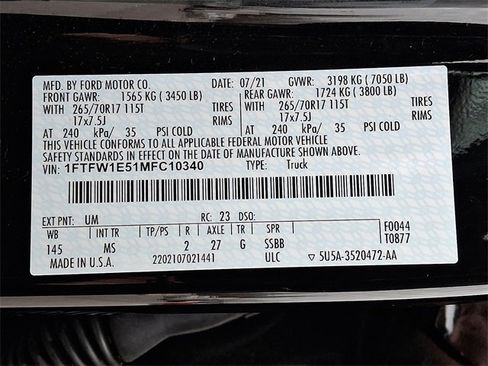 MFD. BY FORD MOTOR CO. 07/21 GVWR: 3198 KG (7050 LB)
FRONT GAWR: 1565 KG (3450 LB) REAR GAWR: 1724 KG (3800 LB)
WITH 265/70R17 115T TIRES WITH 265/70R17 115T TIRES
17x7.5J RIMS 17x7.5J RIMS
AT 240 kPa/ 35 PSI COLD AT 240 kPa/ 35 PSI COLD
THIS VEHICLE CONFORMS TO ALL APPLICABLE FEDERAL MOTOR VEHICLE
SAFETY AND THEFT PREVENTION STANDARDS IN EFFECT ON THE
DATE OF MANUFACTURE SHOWN ABOVE.
VIN: 1FTFW1E51MFC10340 TYPE: Truck
EXT PNT: UM RC: 23 DSO:
WB INT TR TP/PS R AX TR SPR F0044
145 MS 2 27 G SSBB T0877
MADE IN U.S.A. 2202107021441 ULC ▽ 5U5A-3520472-AA